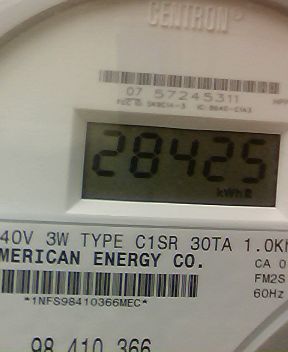 CENTRON®
07 57245311
28425
kWh
40V 3W TYPE C1SR 30TA 1.0Kh
MERICAN ENERGY CO.
CA 0
FM2S
*1NFS98410366MEC*
60Hz
98 410 366